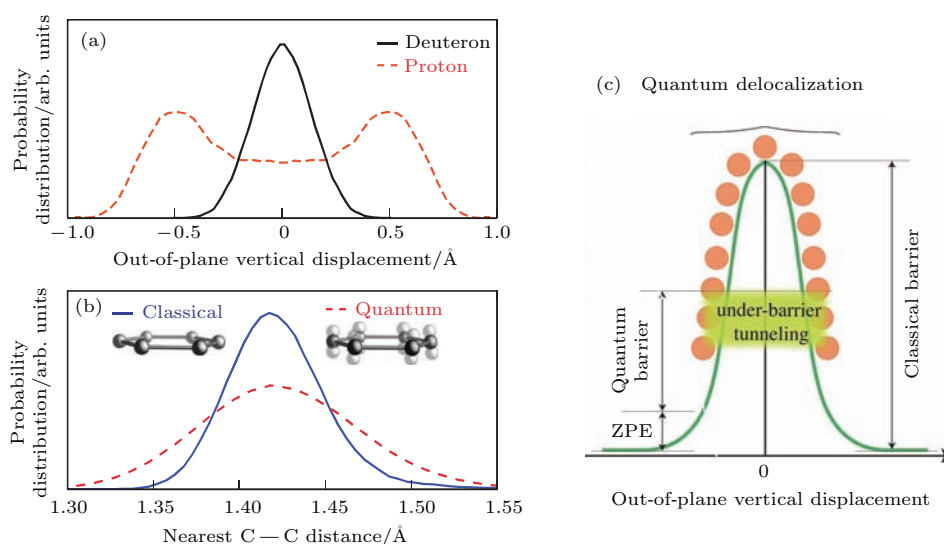 (a)
Deuteron
Proton
Probability
distribution/arb. units
−1.0 −0.5 0 0.5 1.0
Out-of-plane vertical displacement/Å
(b)
Classical
Quantum
Probability
distribution/arb. units
1.30 1.35 1.40 1.45 1.50 1.55
Nearest C — C distance/Å
(c) Quantum delocalization
under-barrier
tunneling
Quantum
barrier
ZPE
Classical barrier
0
Out-of-plane vertical displacement